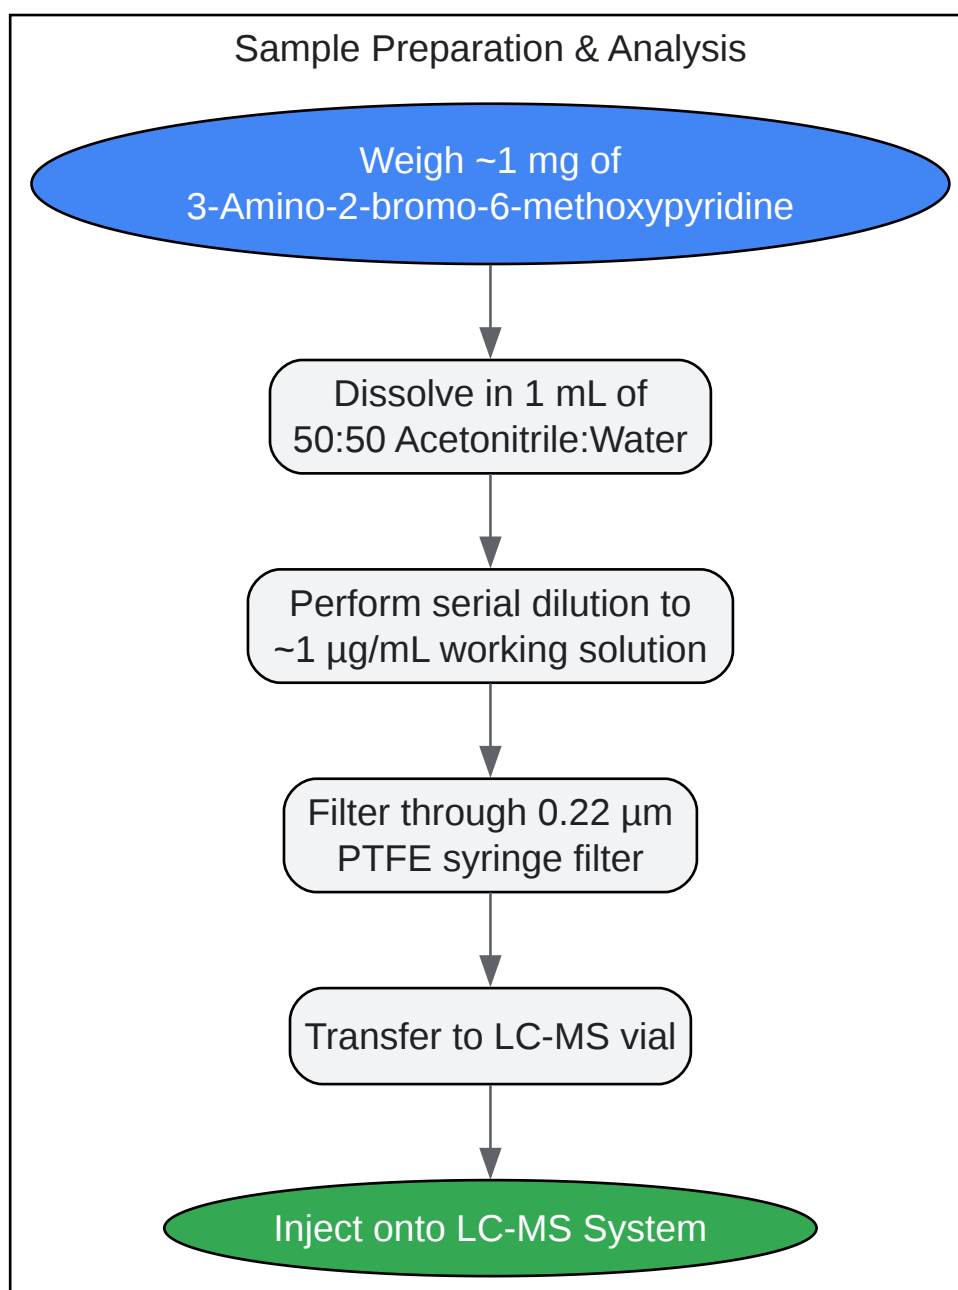 Sample Preparation & Analysis
Weigh ~1 mg of
3-Amino-2-bromo-6-methoxypyridine
Dissolve in 1 mL of
50:50 Acetonitrile:Water
Perform serial dilution to
~1 µg/mL working solution
Filter through 0.22 µm
PTFE syringe filter
Transfer to LC-MS vial
Inject onto LC-MS System